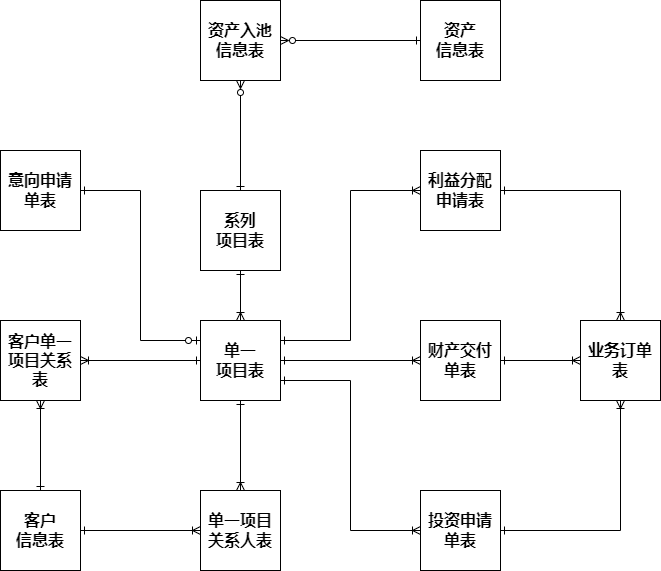 资产入池
信息表
资产
信息表
意向申请
单表
系列
项目表
利益分配
申请表
客户单一
项目关系
表
单一
项目表
财产交付
单表
业务订单
表
客户
信息表
单一项目
关系人表
投资申请
单表